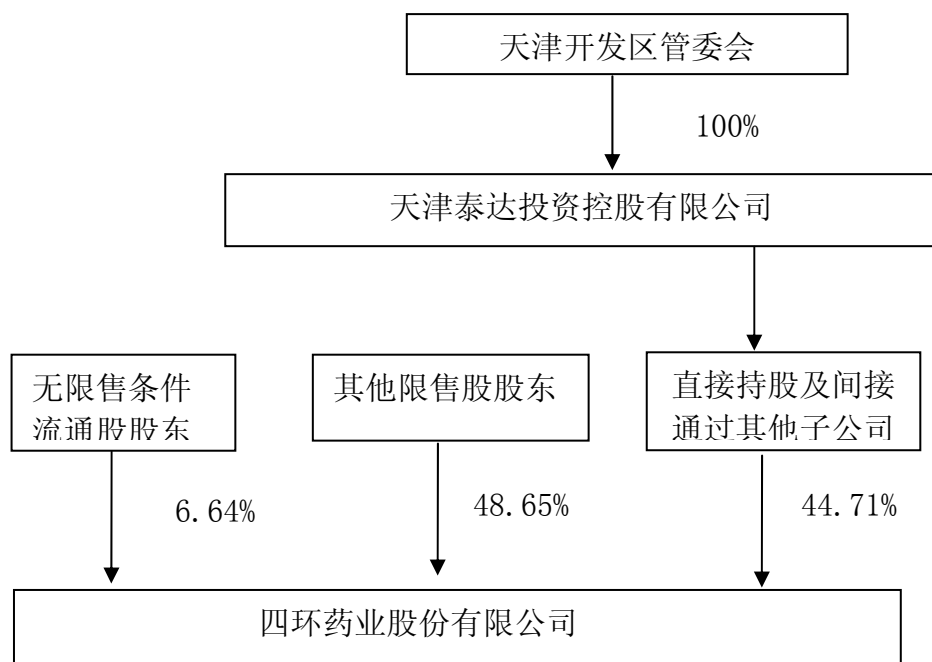 天津开发区管委会
100%
天津泰达投资控股有限公司
无限售条件
流通股股东
其他限售股股东
直接持股及间接
通过其他子公司
6.64%
48.65%
44.71%
四环药业股份有限公司